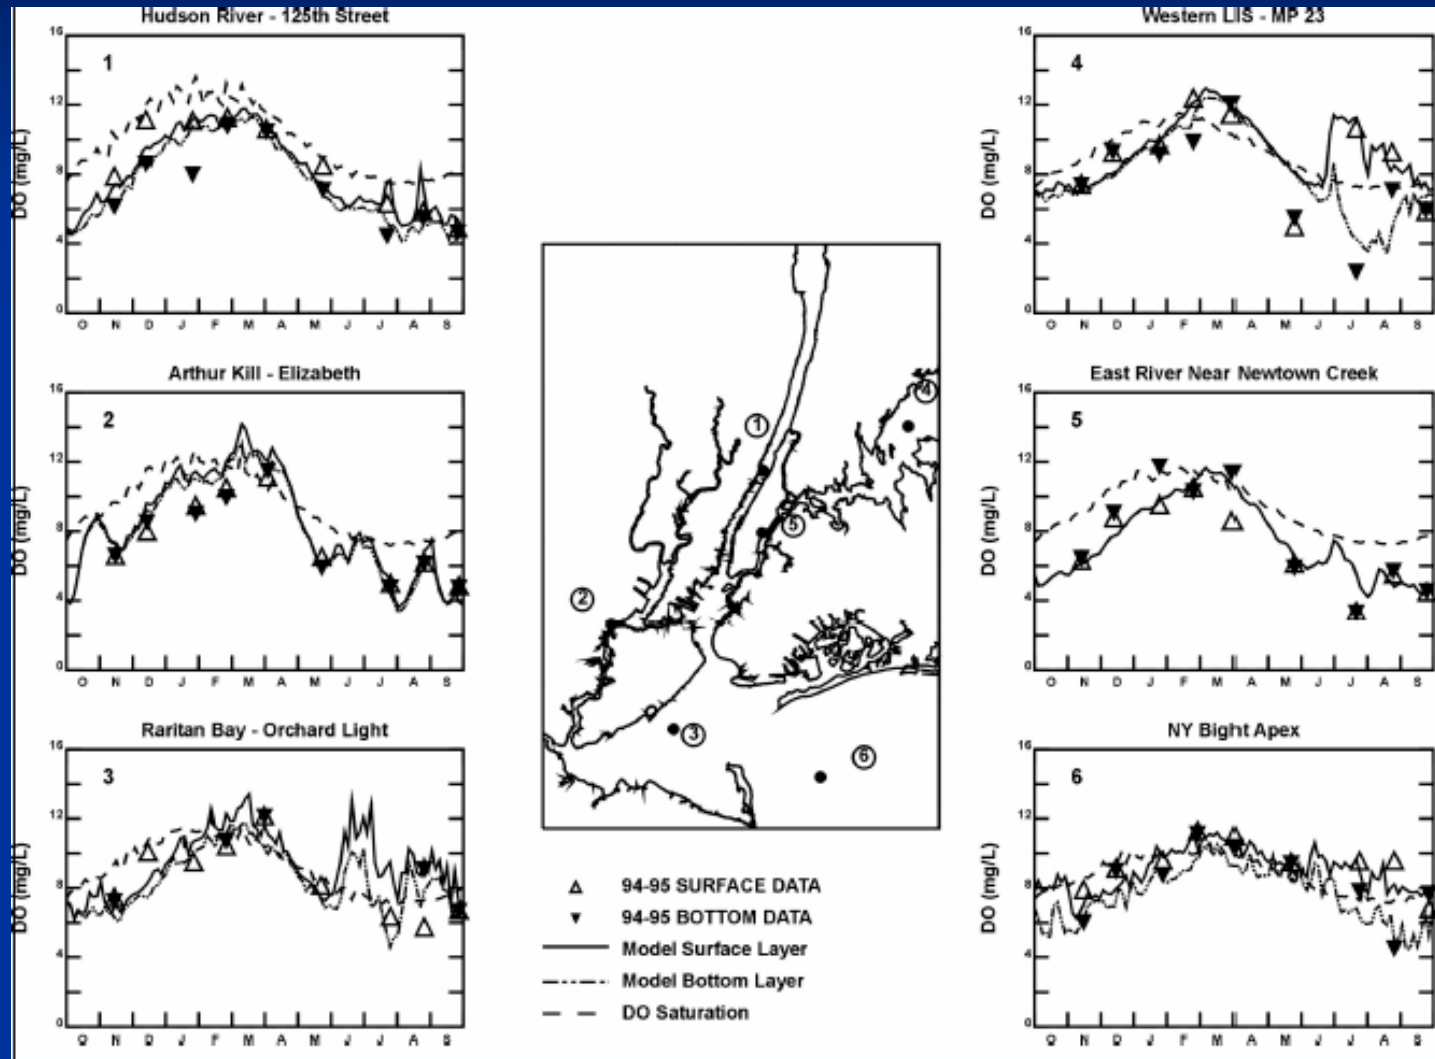 Hudson River - 125th Street
16
12
8
4
0
DO (mg/L)
1
O N D J F M A M J J A S
Arthur Kill - Elizabeth
16
12
8
4
0
DO (mg/L)
2
O N D J F M A M J J A S
Raritan Bay - Orchard Light
16
12
8
4
0
DO (mg/L)
3
O N D J F M A M J J A S
1
2
3
4
5
6
94-95 SURFACE DATA
94-95 BOTTOM DATA
Model Surface Layer
Model Bottom Layer
DO Saturation
Western LIS - MP 23
16
12
8
4
0
DO (mg/L)
4
O N D J F M A M J J A S
East River Near Newtown Creek
16
12
8
4
0
DO (mg/L)
5
O N D J F M A M J J A S
NY Bight Apex
16
12
8
4
0
DO (mg/L)
6
O N D J F M A M J J A S